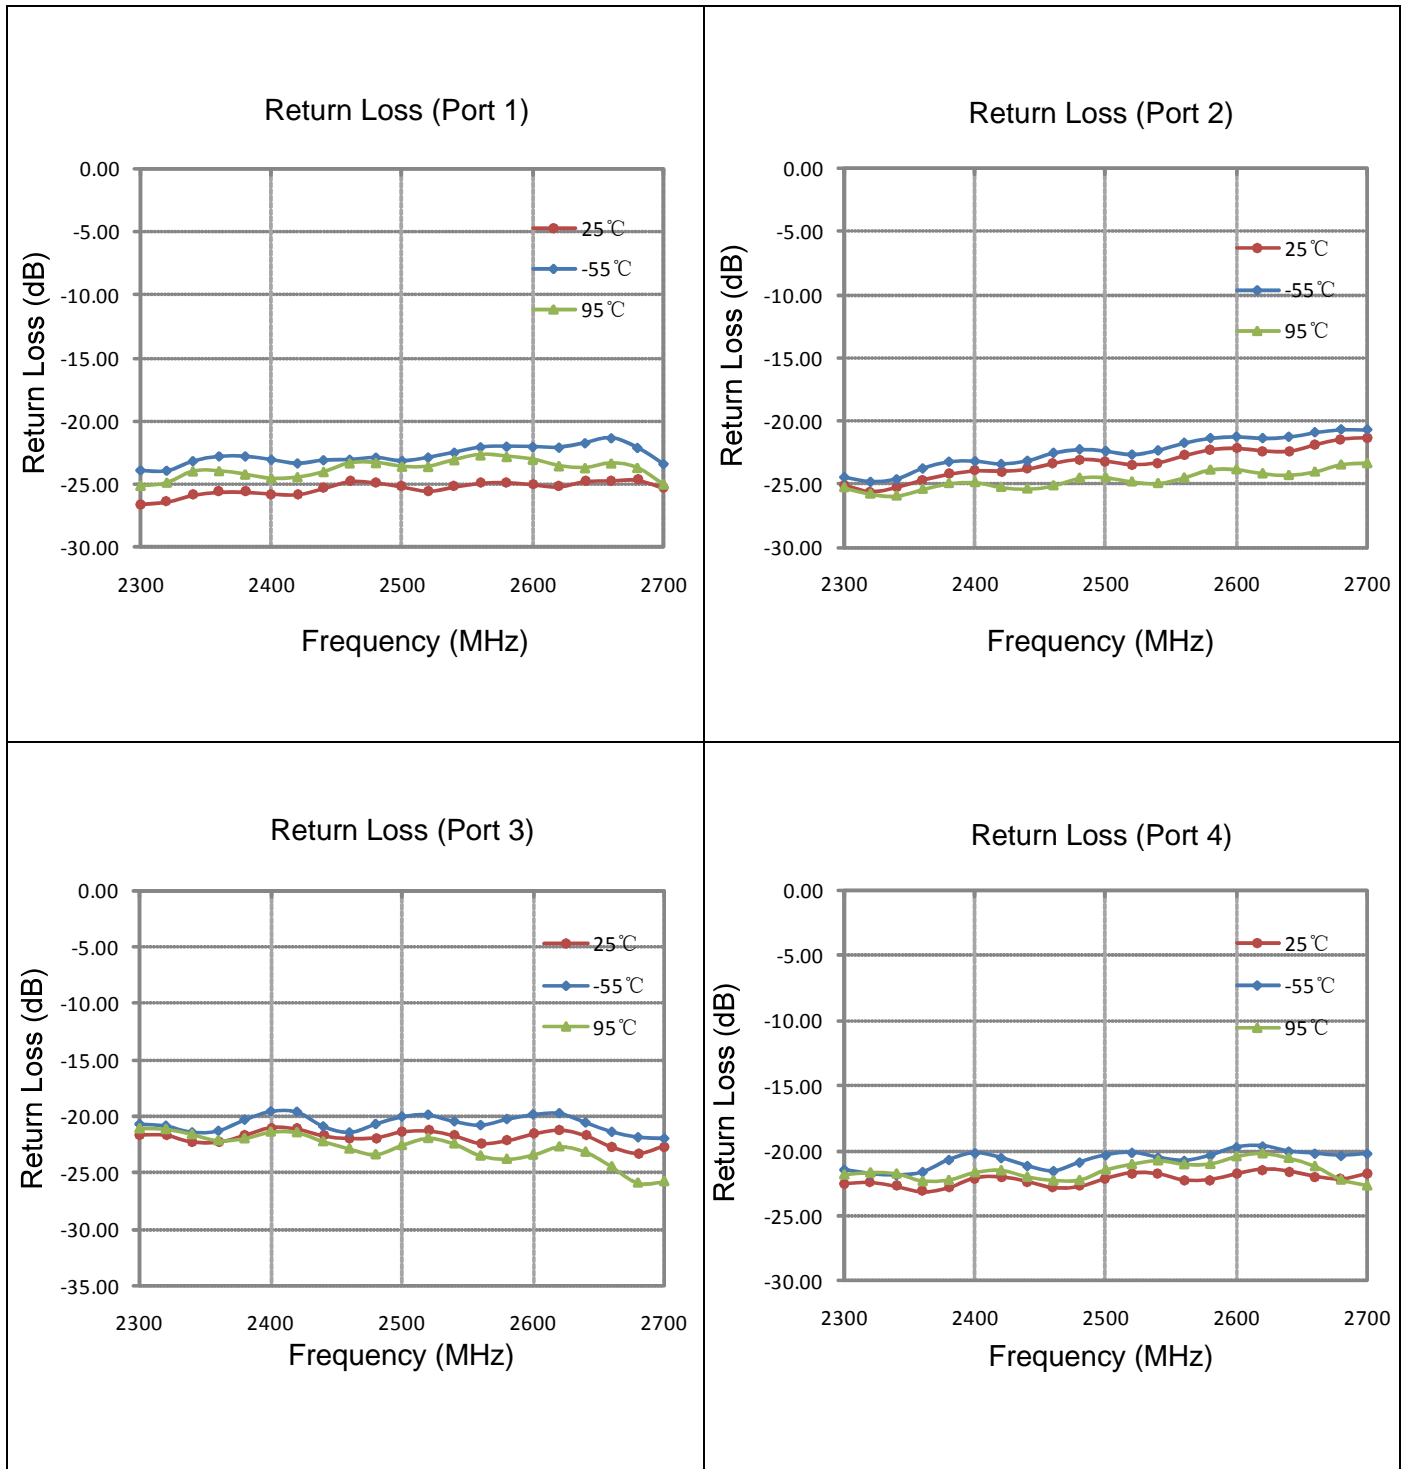 Return Loss (Port 1)
0.00
-5.00
-10.00
-15.00
-20.00
-25.00
-30.00
Return Loss (dB)
25℃
-55℃
95℃
2300 2400 2500 2600 2700
Frequency (MHz)
Return Loss (Port 2)
0.00
-5.00
-10.00
-15.00
-20.00
-25.00
-30.00
Return Loss (dB)
25℃
-55℃
95℃
2300 2400 2500 2600 2700
Frequency (MHz)
Return Loss (Port 3)
0.00
-5.00
-10.00
-15.00
-20.00
-25.00
-30.00
-35.00
Return Loss (dB)
25℃
-55℃
95℃
2300 2400 2500 2600 2700
Frequency (MHz)
Return Loss (Port 4)
0.00
-5.00
-10.00
-15.00
-20.00
-25.00
-30.00
Return Loss (dB)
25℃
-55℃
95℃
2300 2400 2500 2600 2700
Frequency (MHz)